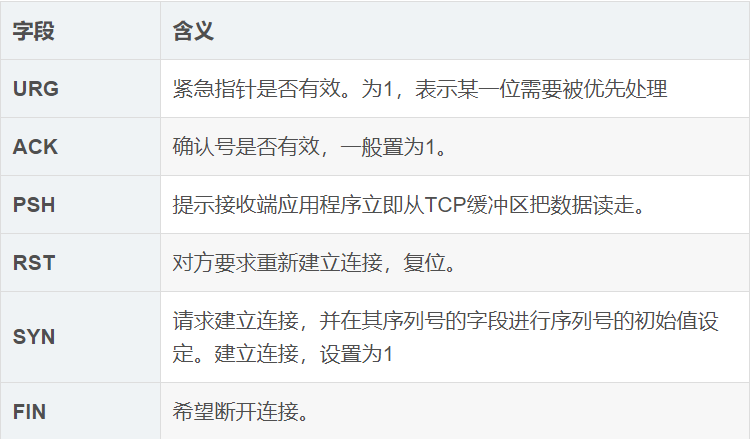 字段 含义
URG 紧急指针是否有效。为1，表示某一位需要被优先处理
ACK 确认号是否有效，一般置为1。
PSH 提示接收端应用程序立即从TCP缓冲区把数据读走。
RST 对方要求重新建立连接，复位。
SYN 请求建立连接，并在其序列号的字段进行序列号的初始值设
定。建立连接，设置为1
FIN 希望断开连接。